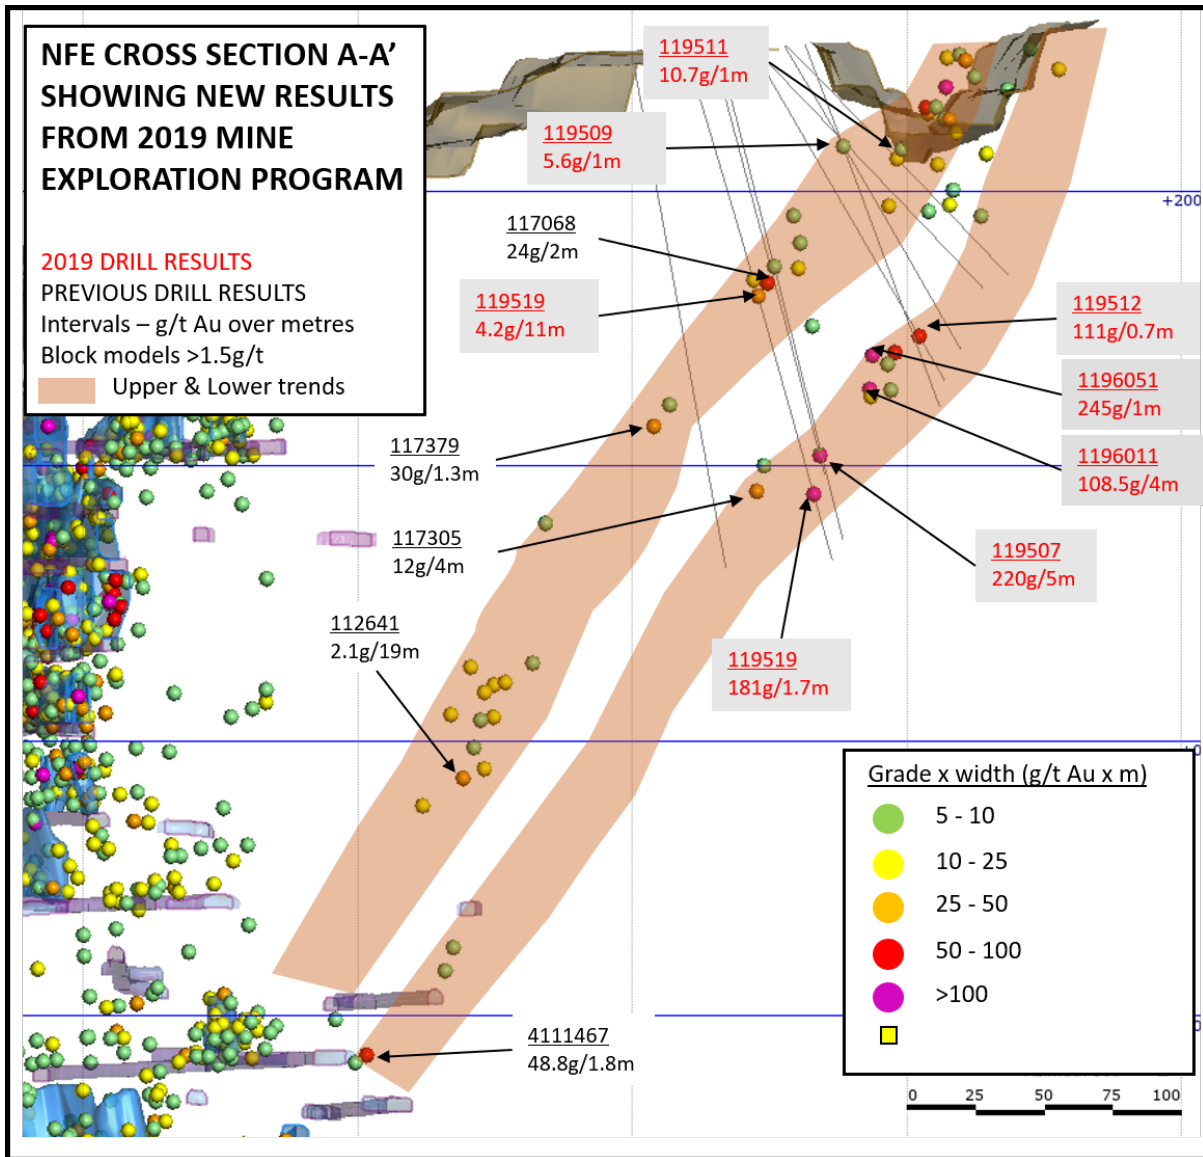 NFE CROSS SECTION A-A’
SHOWING NEW RESULTS
FROM 2019 MINE
EXPLORATION PROGRAM
2019 DRILL RESULTS
PREVIOUS DRILL RESULTS
Intervals – g/t Au over metres
Block models >1.5g/t
Upper & Lower trends
119511
10.7g/1m
119509
5.6g/1m
+200
117068
24g/2m
119519
4.2g/11m
119512
111g/0.7m
1196051
245g/1m
1196011
108.5g/4m
117379
30g/1.3m
117305
12g/4m
119507
220g/5m
112641
2.1g/19m
119519
181g/1.7m
Grade x width (g/t Au x m)
5 - 10
10 - 25
25 - 50
50 - 100
>100
4111467
48.8g/1.8m
0 25 50 75 100